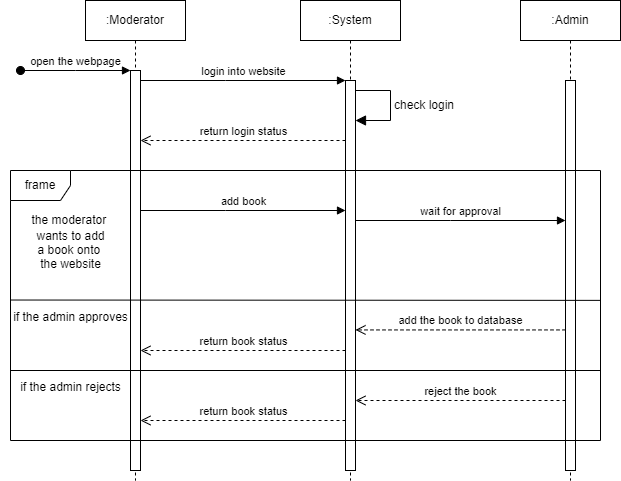 :Moderator
:System
:Admin
open the webpage
login into website
check login
return login status
frame
add book
wait for approval
the moderator
wants to add
a book onto
the website
if the admin approves
add the book to database
return book status
if the admin rejects
reject the book
return book status